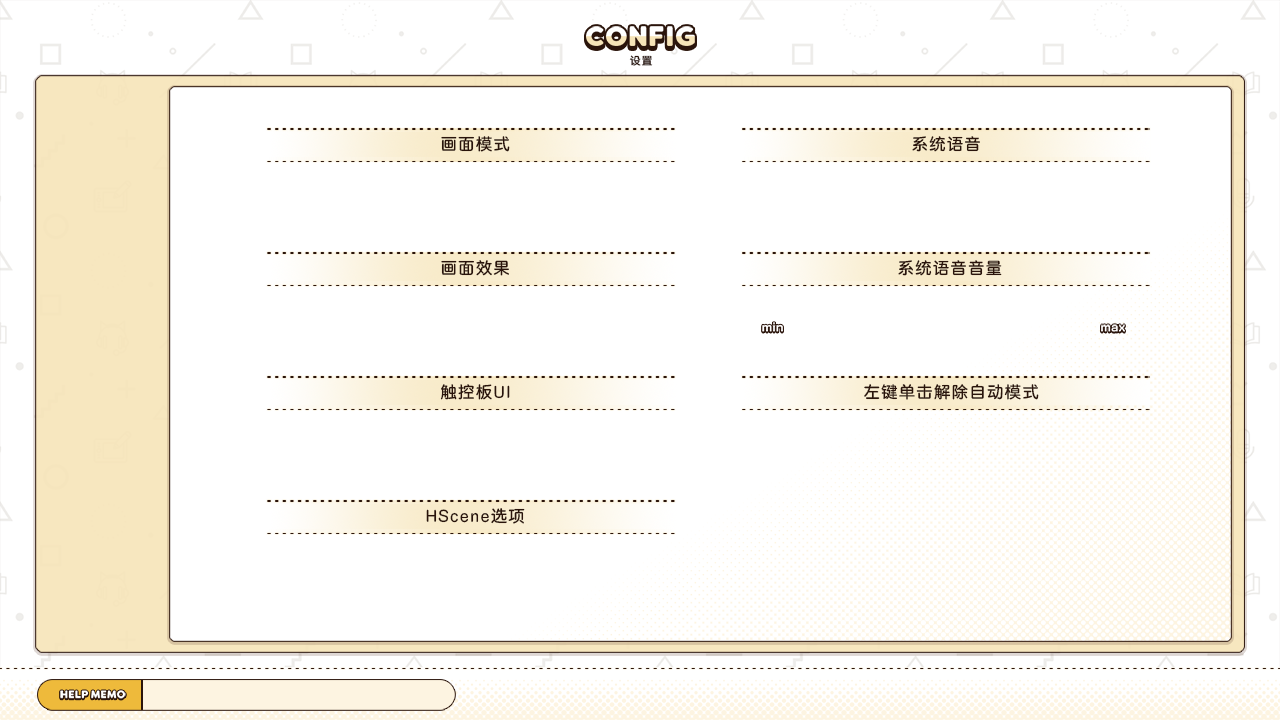 CONFIG
设置
画面模式
系统语音
画面效果
系统语音音量
min
max
触控板UI
左键单击解除自动模式
HScene选项
HELP MEMO